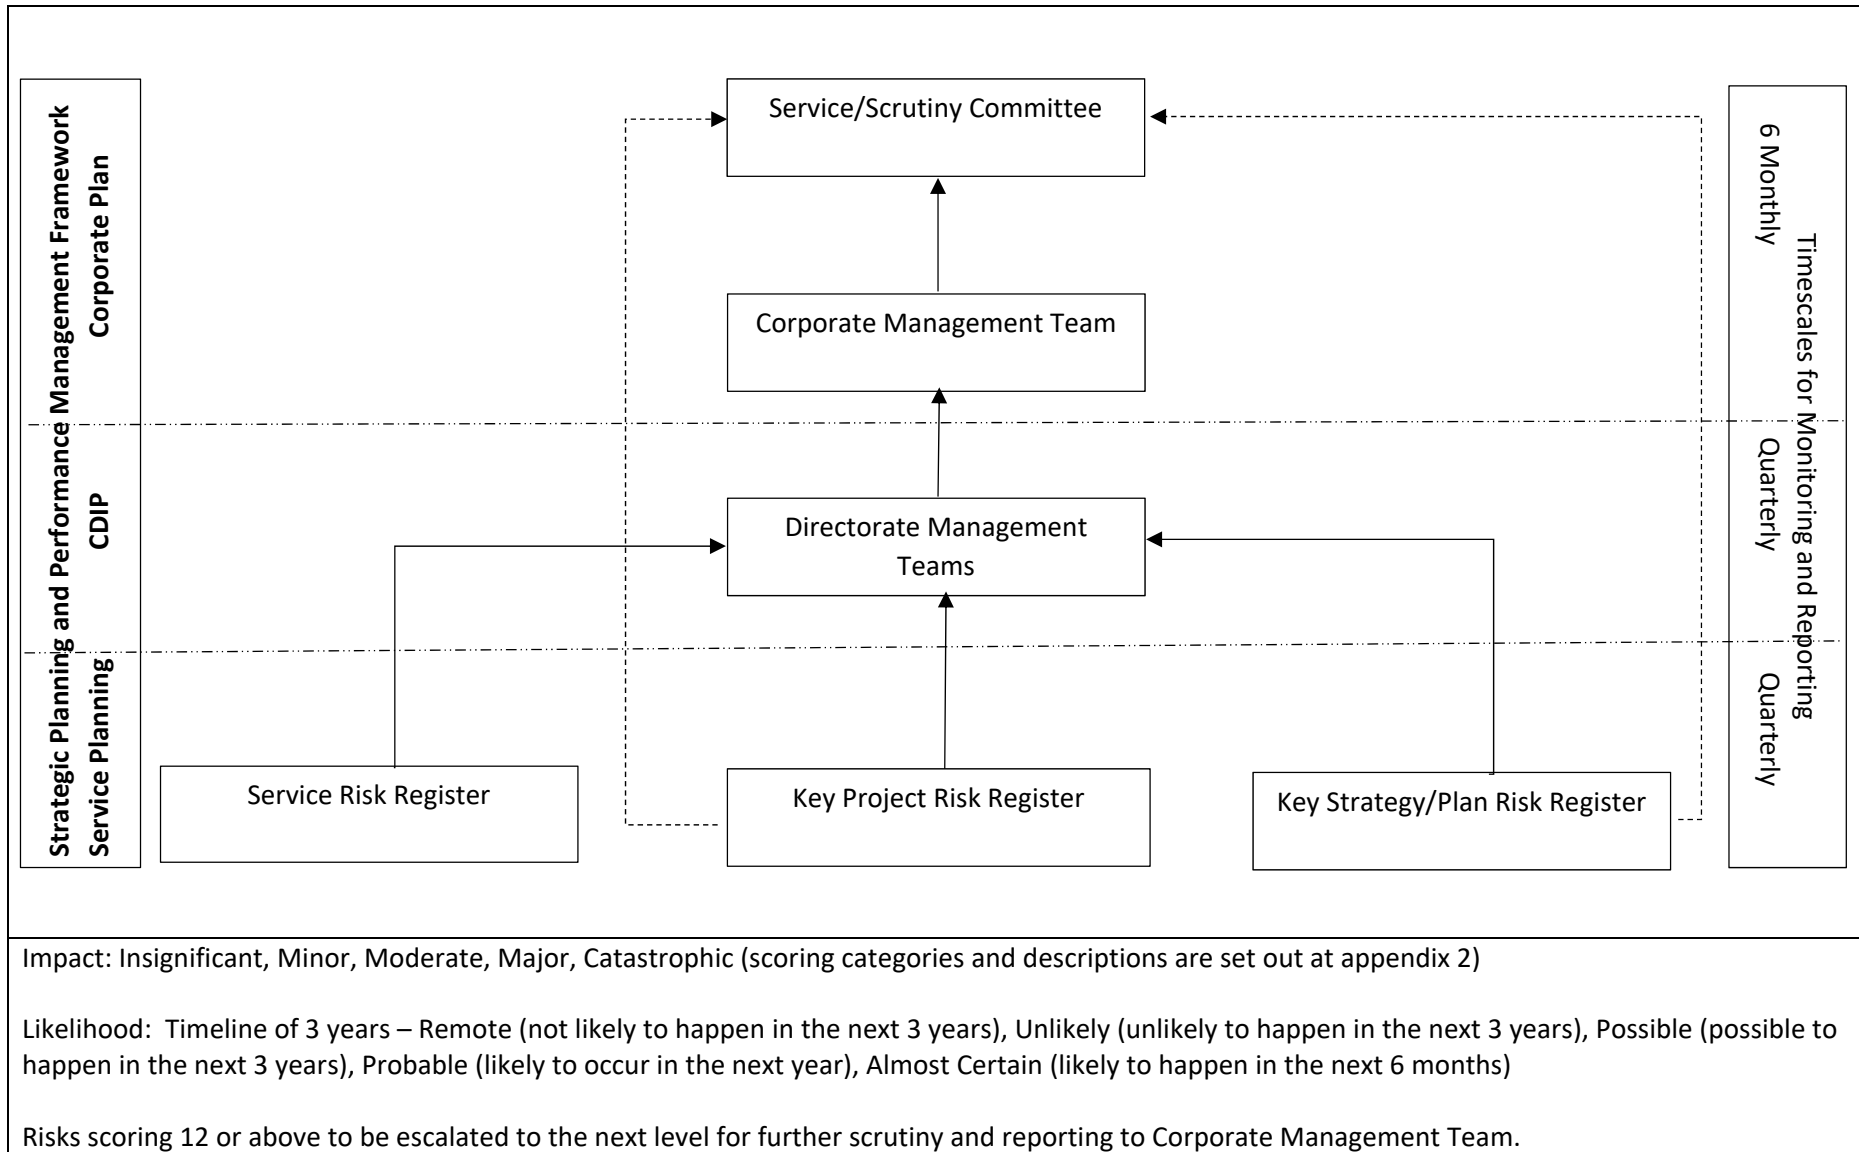 Strategic Planning and Performance Management Framework
Corporate Plan
CDIP
Service Planning
Service/Scrutiny Committee
Corporate Management Team
Directorate Management
Teams
Service Risk Register
Key Project Risk Register
Key Strategy/Plan Risk Register
Timescales for Monitoring and Reporting
6 Monthly
Quarterly
Quarterly
Impact: Insignificant, Minor, Moderate, Major, Catastrophic (scoring categories and descriptions are set out at appendix 2)
Likelihood:  Timeline of 3 years – Remote (not likely to happen in the next 3 years), Unlikely (unlikely to happen in the next 3 years), Possible (possible to
happen in the next 3 years), Probable (likely to occur in the next year), Almost Certain (likely to happen in the next 6 months)
Risks scoring 12 or above to be escalated to the next level for further scrutiny and reporting to Corporate Management Team.